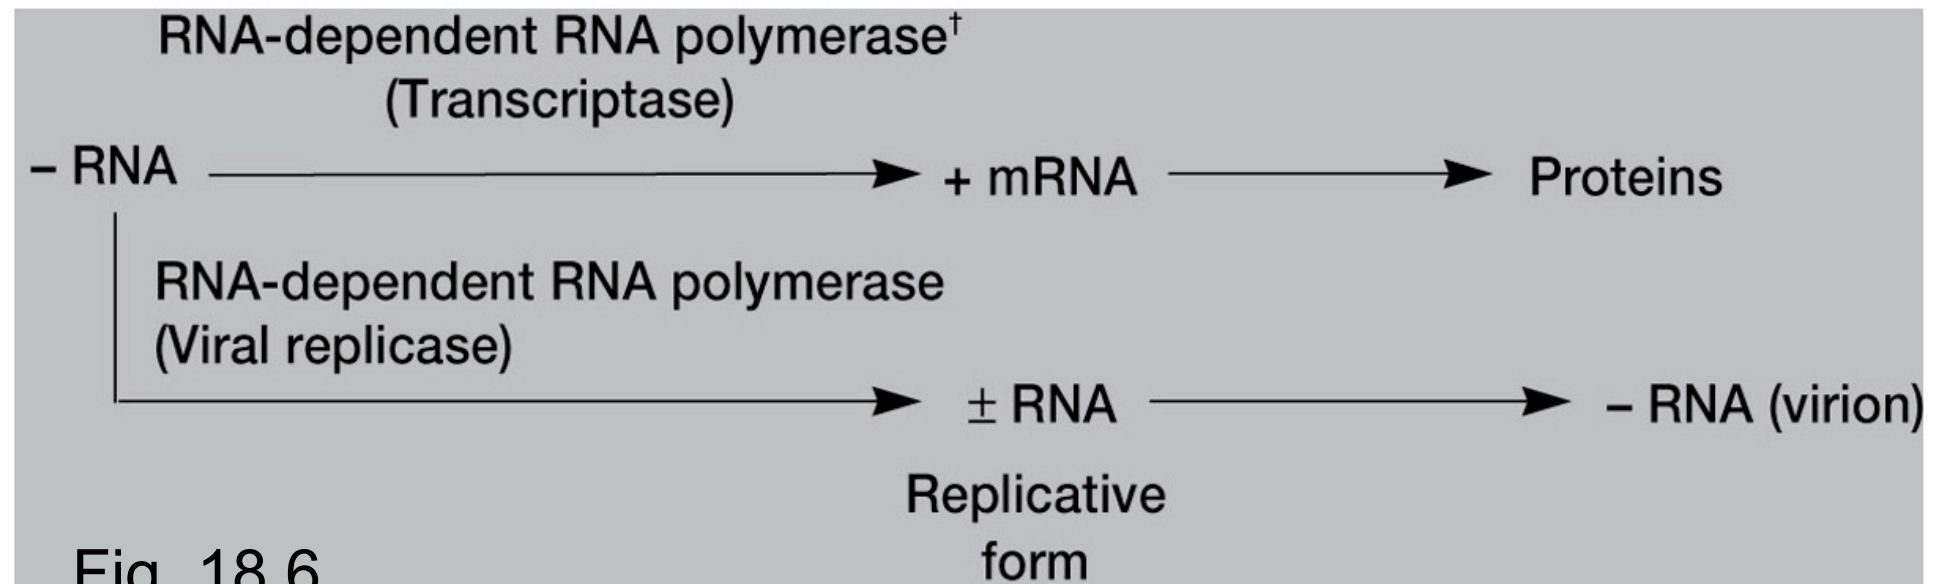 RNA-dependent RNA polymerase†
(Transcriptase)
– RNA + mRNA Proteins
RNA-dependent RNA polymerase
(Viral replicase)
± RNA – RNA (virion)
Replicative
form
Fig. 18.6